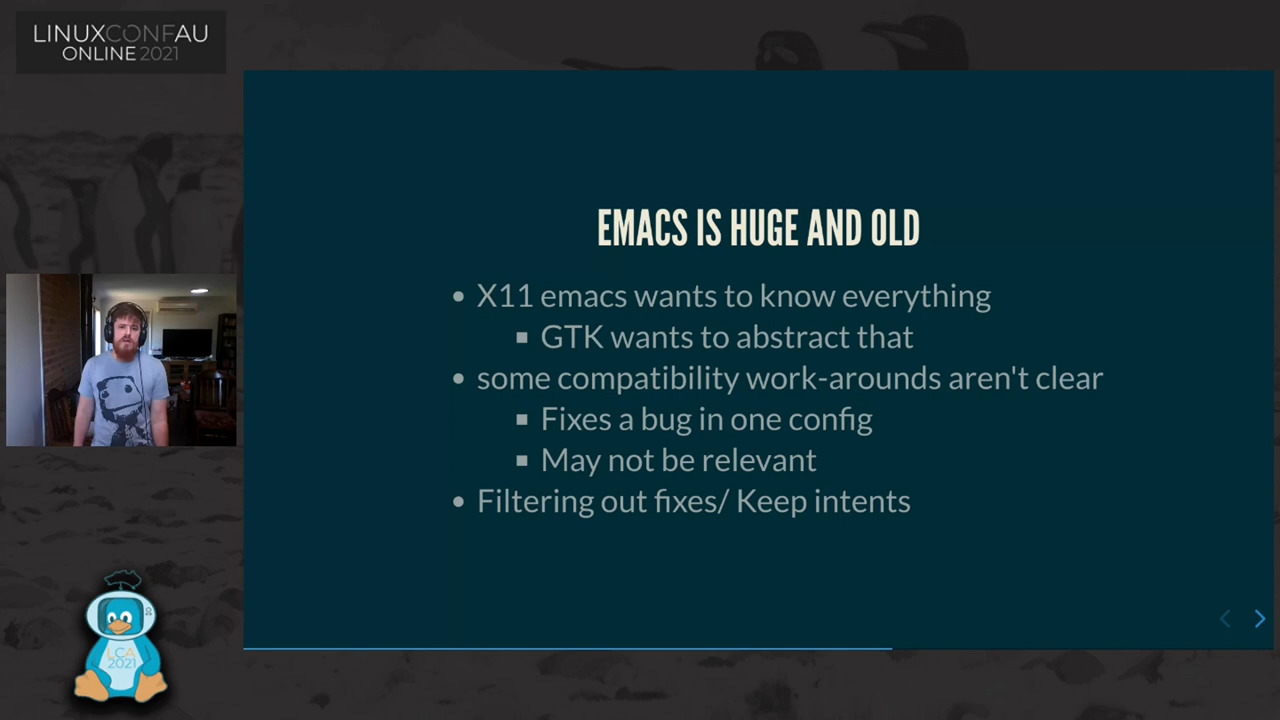 LINUXCONFAU
ONLINE 2021
EMACS IS HUGE AND OLD
• X11 emacs wants to know everything
▪ GTK wants to abstract that
• some compatibility work-arounds aren't clear
▪ Fixes a bug in one config
▪ May not be relevant
• Filtering out fixes/ Keep intents
LCA
2021